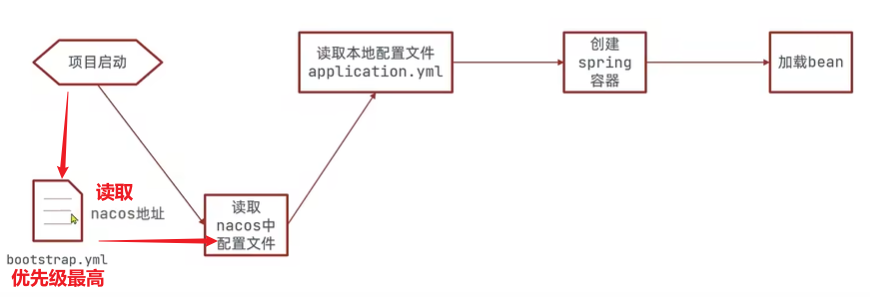 项目启动
读取本地配置文件
application.yml
创建
spring
容器
加载bean
读取
nacos地址
读取
nacos中
配置文件
bootstrap.yml
优先级最高